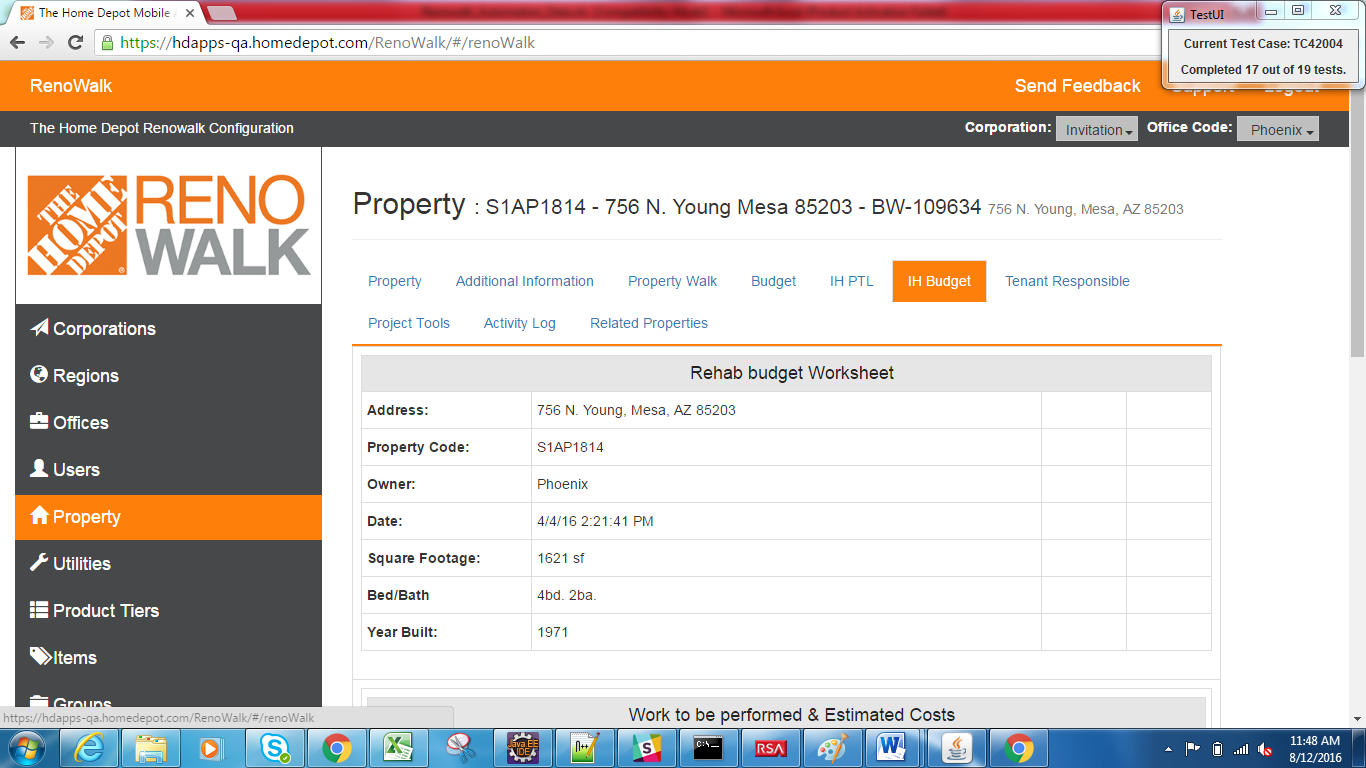 The Home Depot Mobile
TestUI
Current Test Case: TC42004
Completed 17 out of 19 tests.
https://hdapps-qa.homedepot.com/RenoWalk/#/renoWalk
RenoWalk
Send Feedback
Support
Logout
The Home Depot Renowalk Configuration
Corporation: Invitation Office Code: Phoenix
THE HOME DEPOT
RENO
WALK
Property : S1AP1814 - 756 N. Young Mesa 85203 - BW-109634 756 N. Young, Mesa, AZ 85203
Property Additional Information Property Walk Budget IH PTL IH Budget Tenant Responsible
Project Tools Activity Log Related Properties
Corporations
Regions
Offices
Users
Property
Utilities
Product Tiers
Items
Groups
Rehab budget Worksheet
Address: 756 N. Young, Mesa, AZ 85203
Property Code: S1AP1814
Owner: Phoenix
Date: 4/4/16 2:21:41 PM
Square Footage: 1621 sf
Bed/Bath 4bd. 2ba.
Year Built: 1971
Work to be performed & Estimated Costs
https://hdapps-qa.homedepot.com/RenoWalk/#/renoWalk
Java EE
IDE
C:\
RSA
11:48 AM
8/12/2016